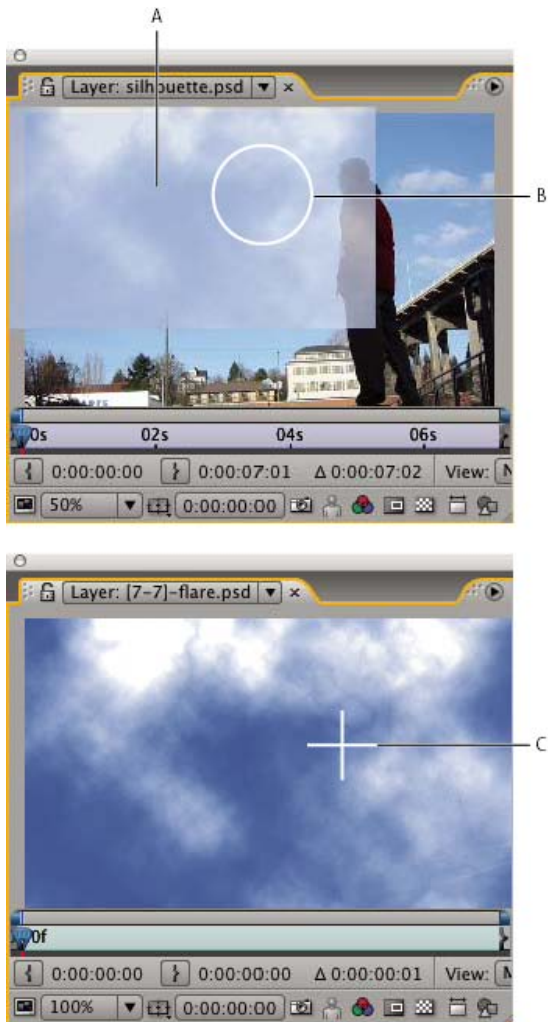 A
Layer: silhouette.psd
B
0s 02s 04s 06s
0:00:00:00 0:00:07:01 Δ 0:00:07:02 View:
50% 0:00:00:00
Layer: [7-7]-flare.psd
C
0f
0:00:00:00 0:00:00:00 Δ 0:00:00:01 View:
100% 0:00:00:00